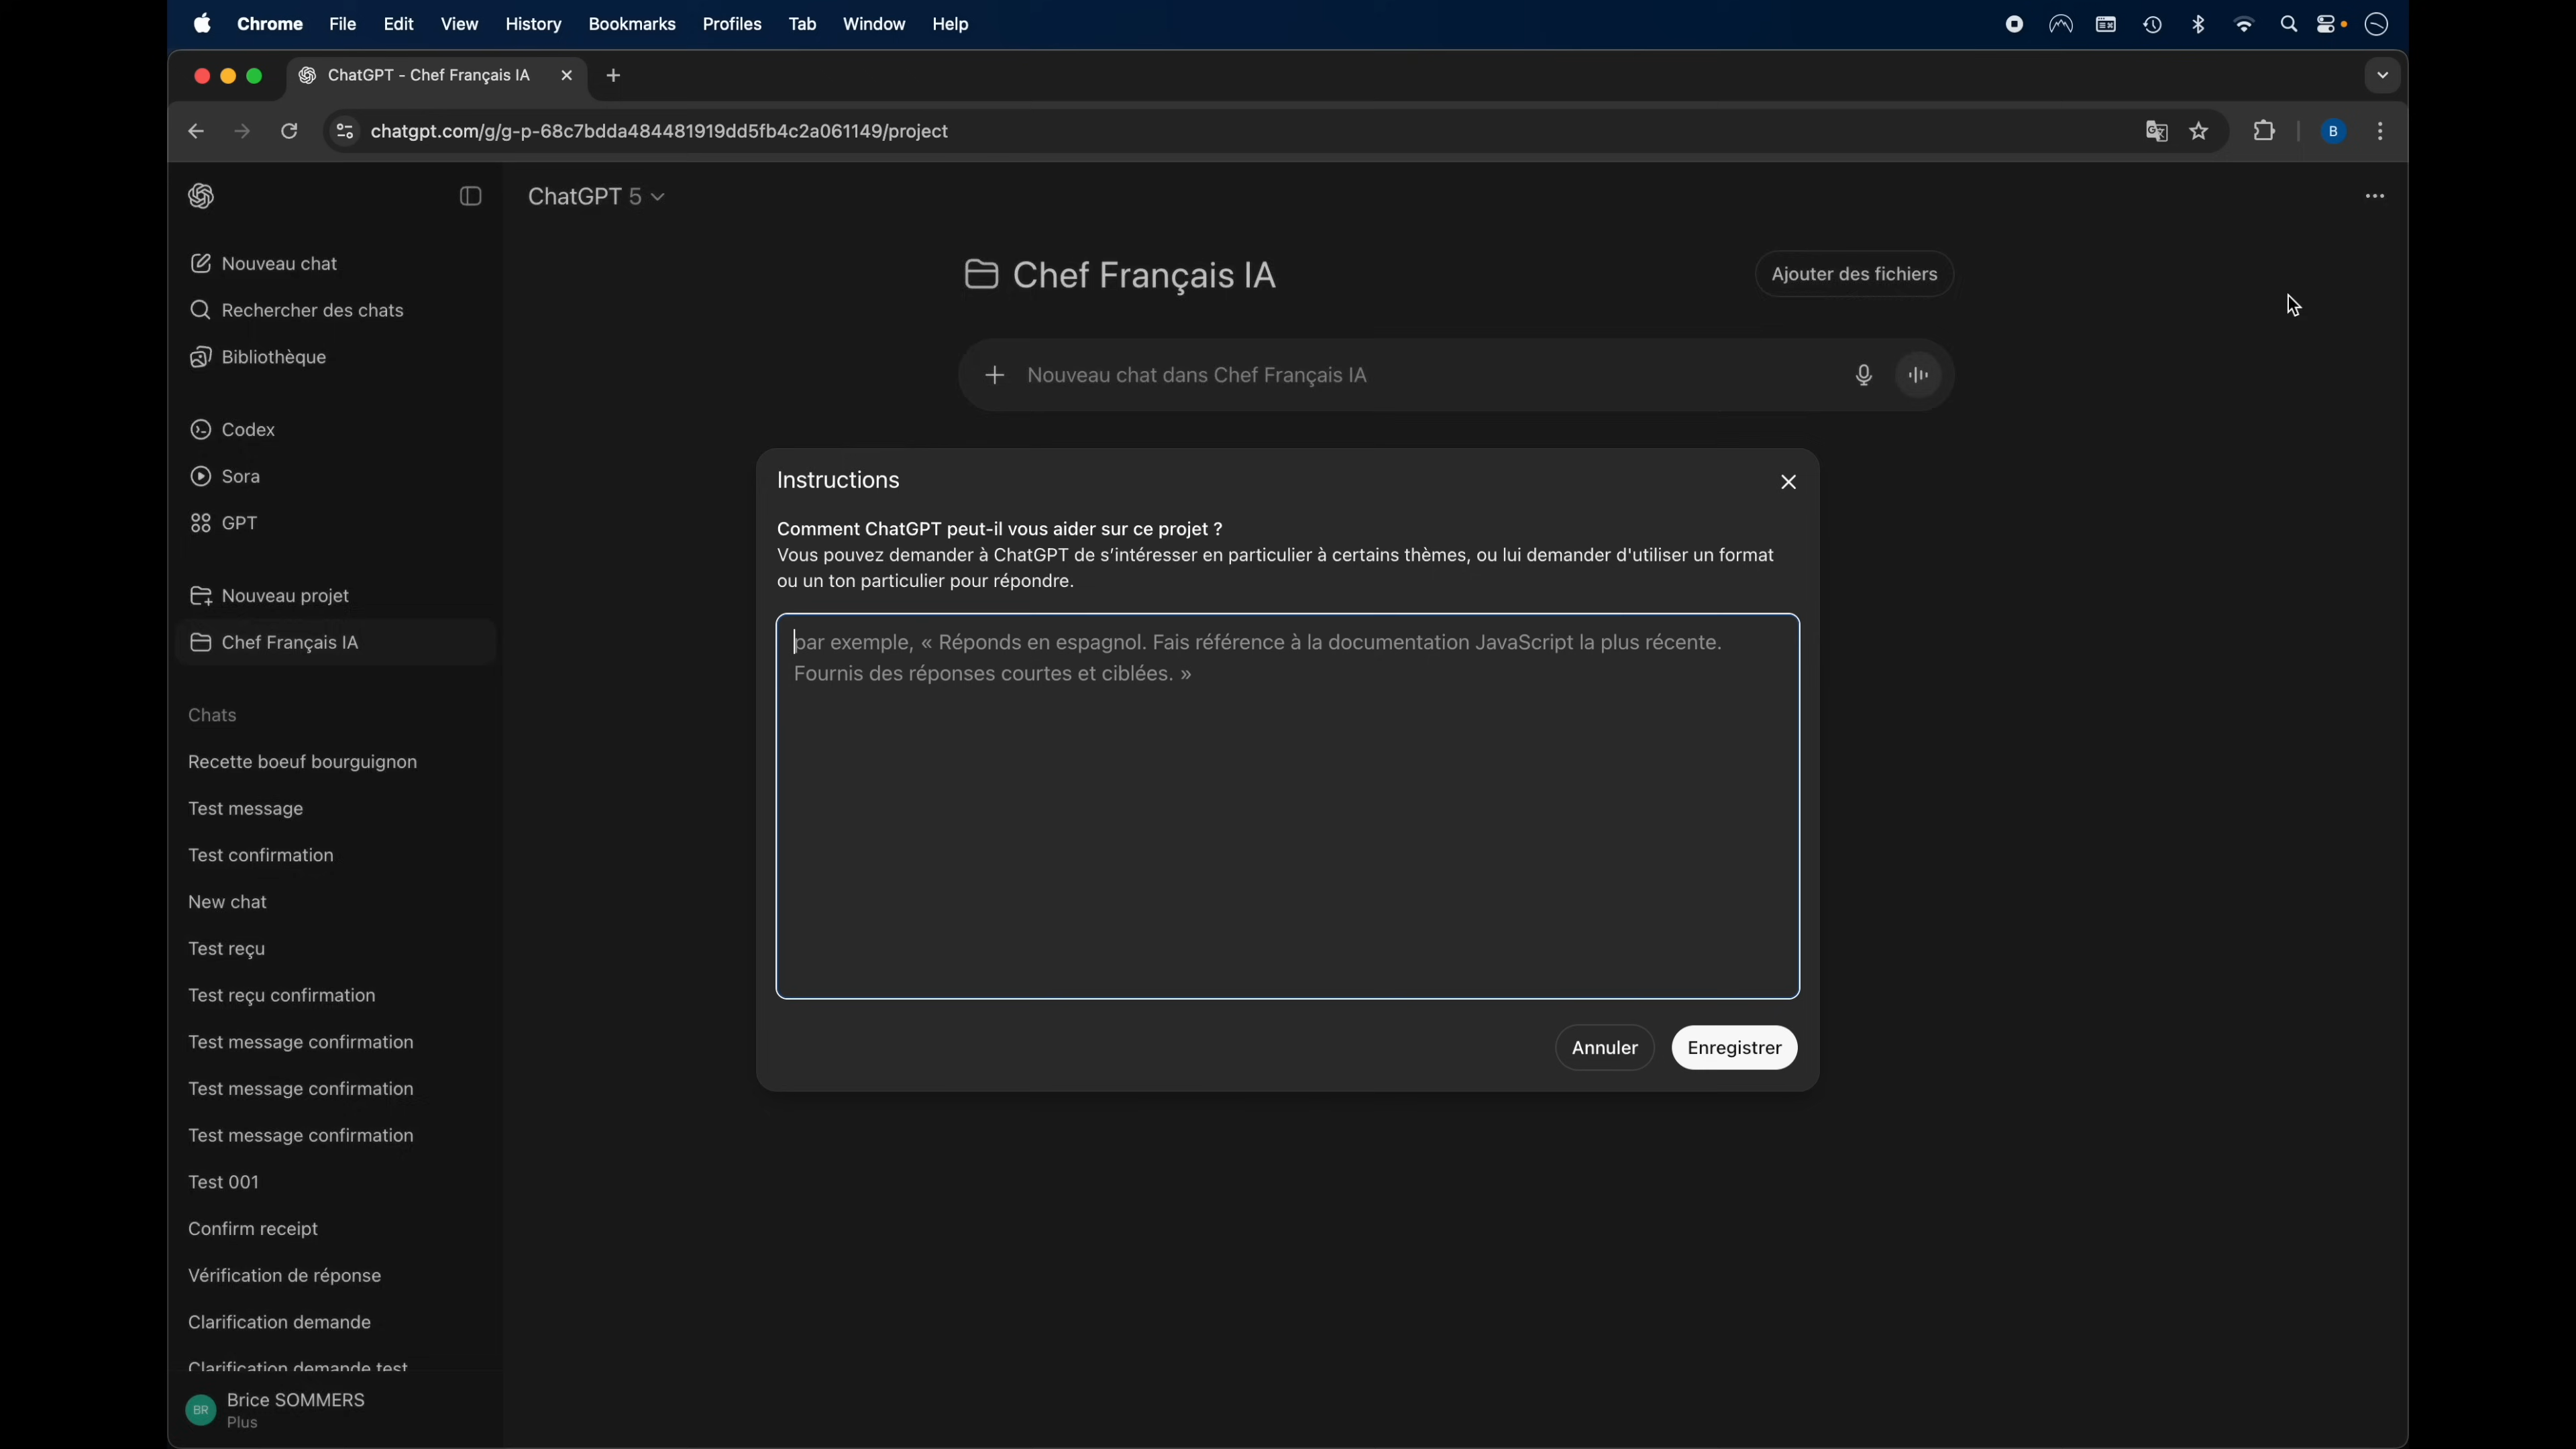 Chrome File Edit View History Bookmarks Profiles Tab Window Help
ChatGPT - Chef Français IA
chatgpt.com/g/g-p-68c7bdda484481919dd5fb4c2a061149/project
B
ChatGPT 5
Nouveau chat
Rechercher des chats
Bibliothèque
Codex
Sora
GPT
Nouveau projet
Chef Français IA
Chats
Recette boeuf bourguignon
Test message
Test confirmation
New chat
Test reçu
Test reçu confirmation
Test message confirmation
Test message confirmation
Test message confirmation
Test 001
Confirm receipt
Vérification de réponse
Clarification demande
Clarification demande test
BR
Brice SOMMERS
Plus
Chef Français IA
Ajouter des fichiers
Nouveau chat dans Chef Français IA
Instructions
Comment ChatGPT peut-il vous aider sur ce projet ?
Vous pouvez demander à ChatGPT de s’intéresser en particulier à certains thèmes, ou lui demander d'utiliser un format
ou un ton particulier pour répondre.
par exemple, « Réponds en espagnol. Fais référence à la documentation JavaScript la plus récente.
Fournis des réponses courtes et ciblées. »
Annuler
Enregistrer